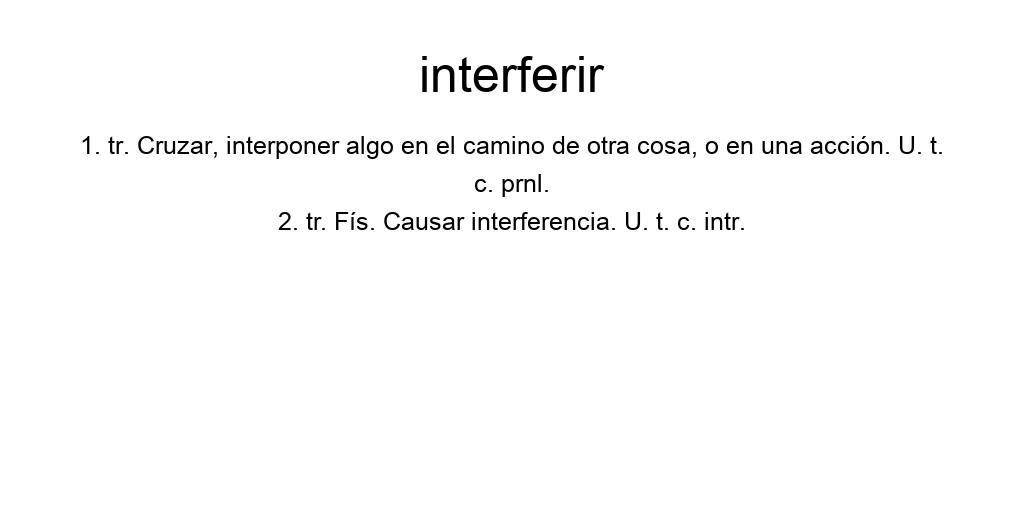 interferir
1. tr. Cruzar, interponer algo en el camino de otra cosa, o en una acción. U. t.
c. prnl.
2. tr. Fís. Causar interferencia. U. t. c. intr.